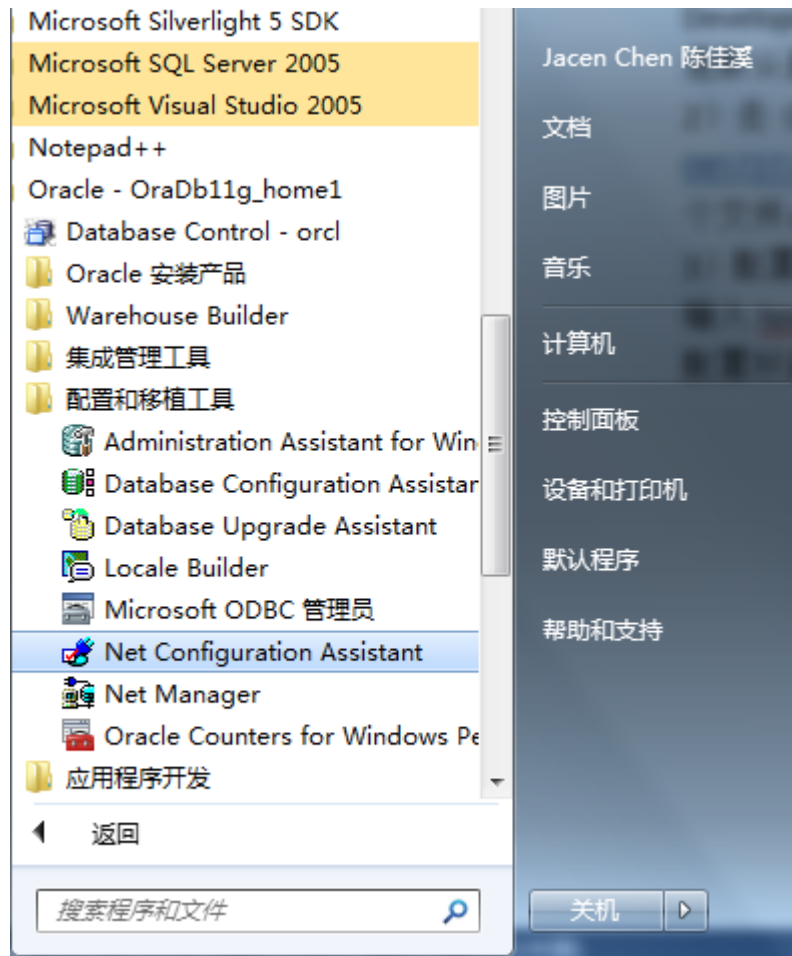 Microsoft Silverlight 5 SDK
Microsoft SQL Server 2005
Microsoft Visual Studio 2005
Notepad++
Oracle - OraDb11g_home1
Database Control - orcl
Oracle 安装产品
Warehouse Builder
集成管理工具
配置和移植工具
Administration Assistant for Win
Database Configuration Assistar
Database Upgrade Assistant
Locale Builder
Microsoft ODBC 管理员
Net Configuration Assistant
Net Manager
Oracle Counters for Windows Pe
应用程序开发
返回
搜索程序和文件
Jacen Chen 陈佳溪
文档
图片
音乐
计算机
控制面板
设备和打印机
默认程序
帮助和支持
关机